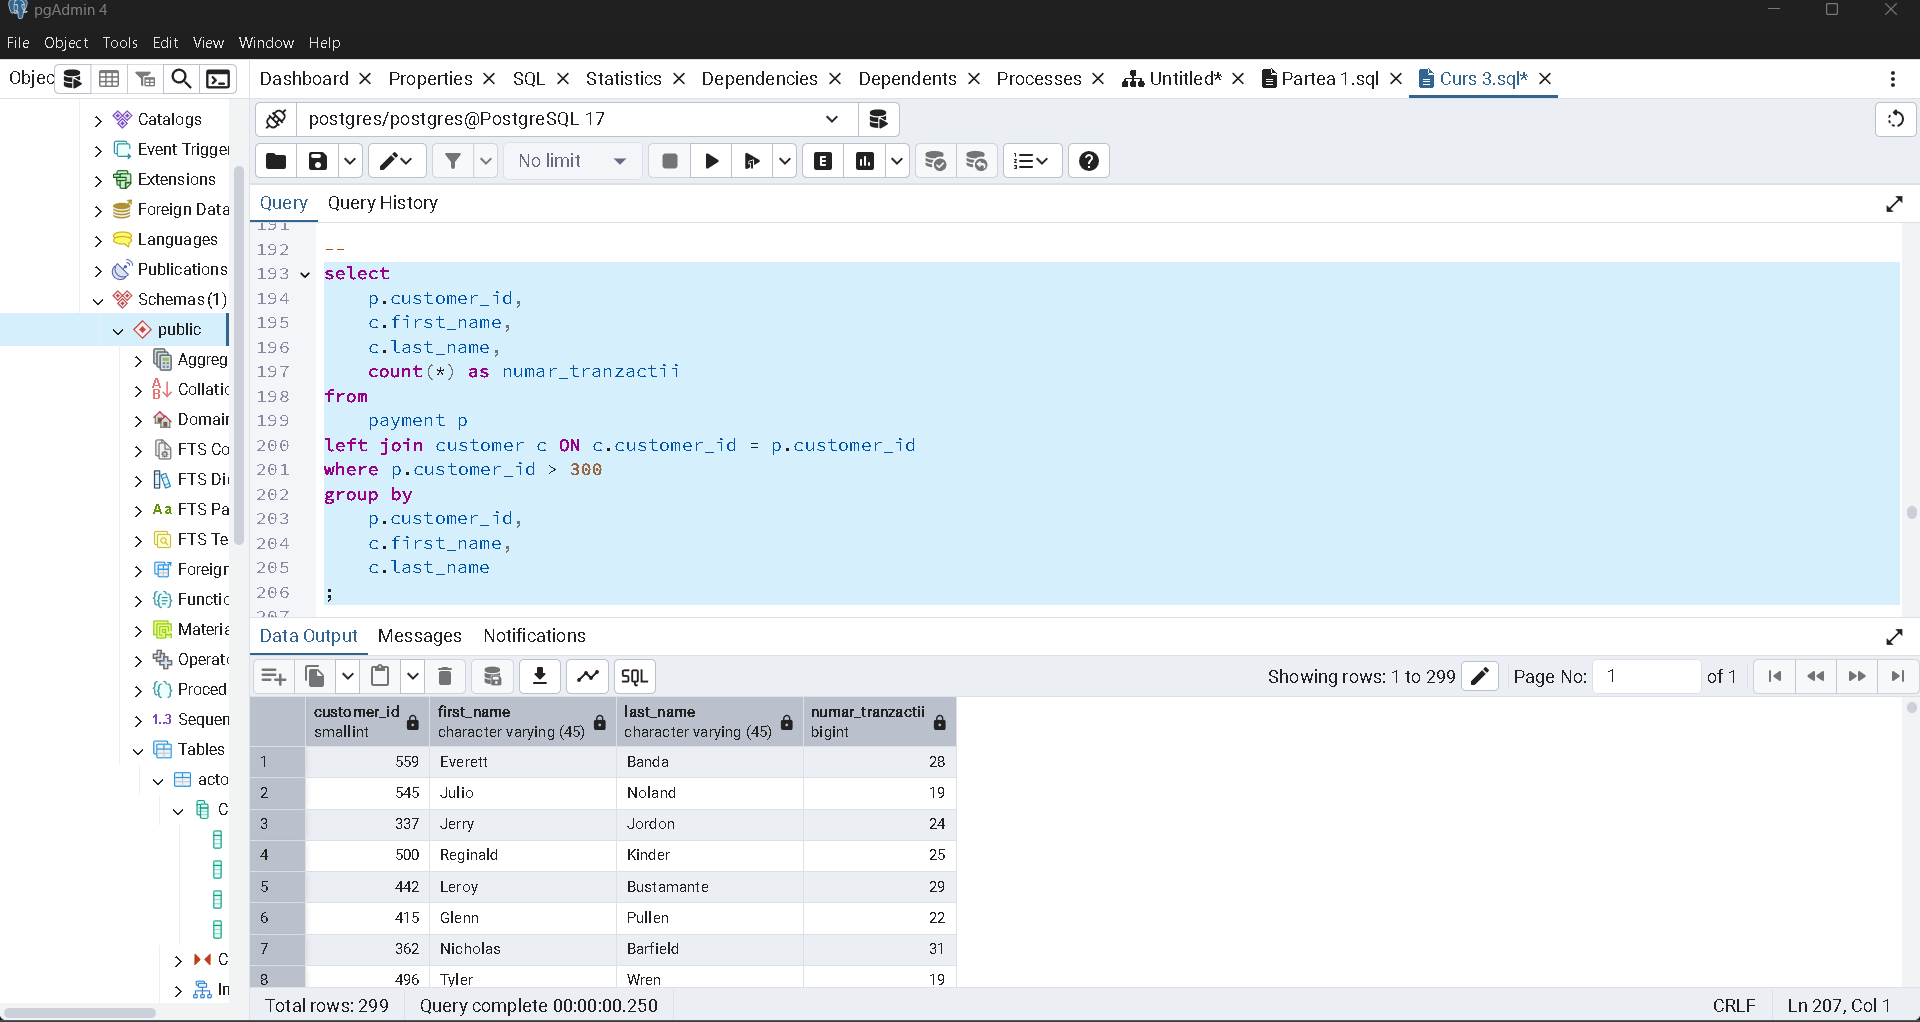 pgAdmin 4
File Object Tools Edit View Window Help
Objec
Dashboard Properties SQL Statistics Dependencies Dependents Processes Untitled* Partea 1.sql Curs 3.sql*
postgres/postgres@PostgreSQL 17
No limit
E
Query Query History
Catalogs
Event Trigger
Extensions
Foreign Data
Languages
Publications
Schemas (1)
public
Aggreg
Collatic
Domain
FTS Co
FTS Di
Aa FTS Pa
FTS Te
Foreign
Functio
Materia
Operato
Proced
1..3 Sequen
Tables
acto
C
C
In
191
192 --
193 select
194 p.customer_id,
195 c.first_name,
196 c.last_name,
197 count(*) as numar_tranzactii
198 from
199 payment p
200 left join customer c ON c.customer_id = p.customer_id
201 where p.customer_id > 300
202 group by
203 p.customer_id,
204 c.first_name,
205 c.last_name
206 ;
207
Data Output Messages Notifications
SQL Showing rows: 1 to 299 Page No: 1 of 1
customer_id first_name last_name numar_tranzactii
smallint character varying (45) character varying (45) bigint
1 559 Everett Banda 28
2 545 Julio Noland 19
3 337 Jerry Jordon 24
4 500 Reginald Kinder 25
5 442 Leroy Bustamante 29
6 415 Glenn Pullen 22
7 362 Nicholas Barfield 31
8 496 Tyler Wren 19
Total rows: 299 Query complete 00:00:00.250 CRLF Ln 207, Col 1